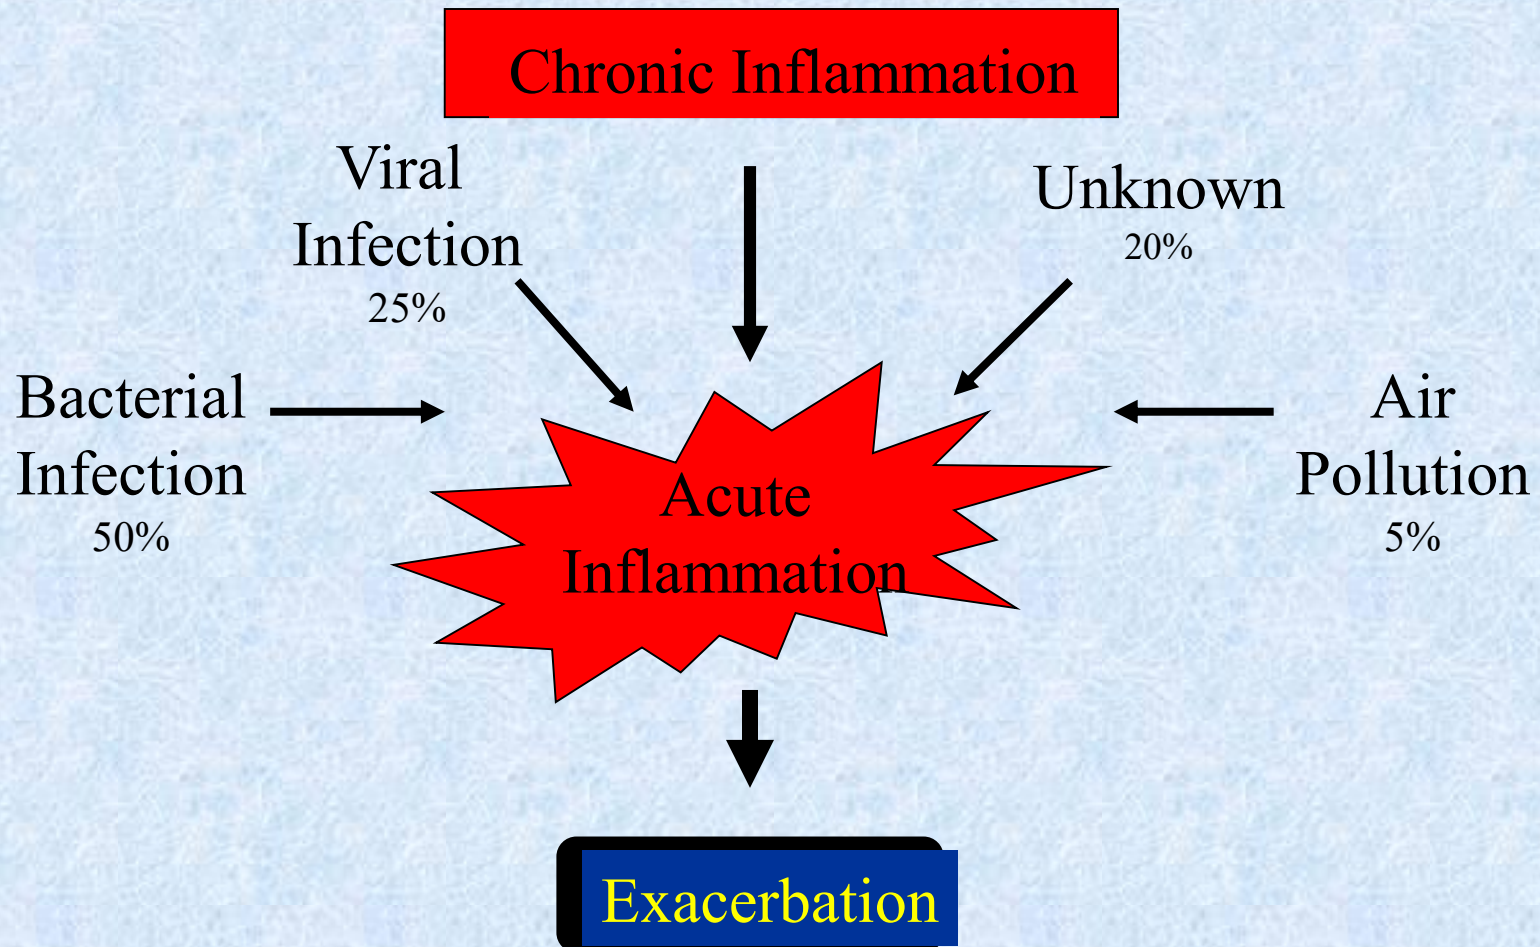 Chronic Inflammation
Viral
Infection
25%
Unknown
20%
Bacterial
Infection
50%
Air
Pollution
5%
Acute
Inflammation
Exacerbation